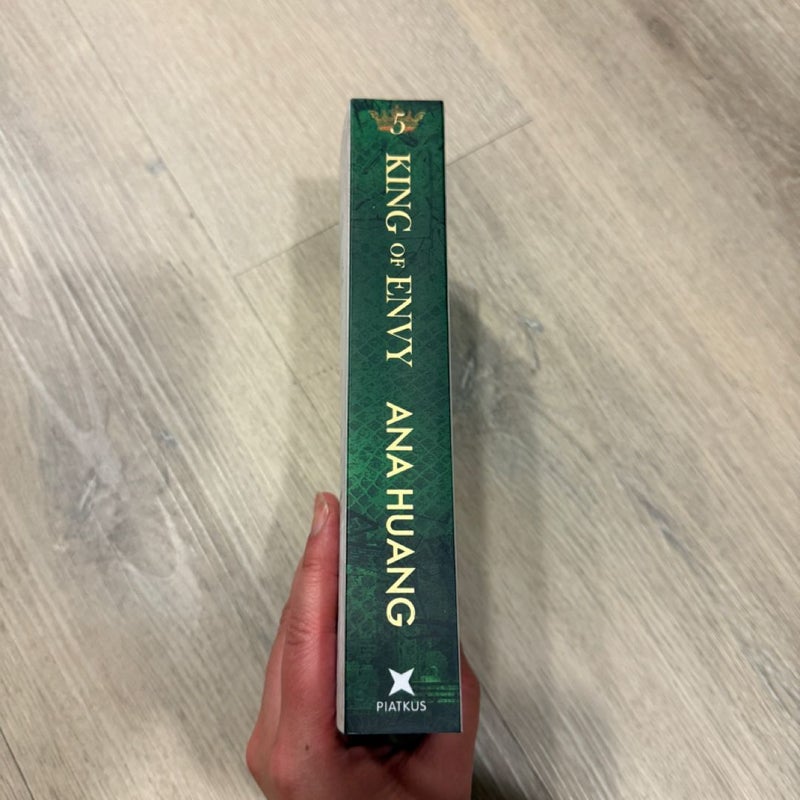 5
KING OF ENVY
ANA HUANG
PIATKUS